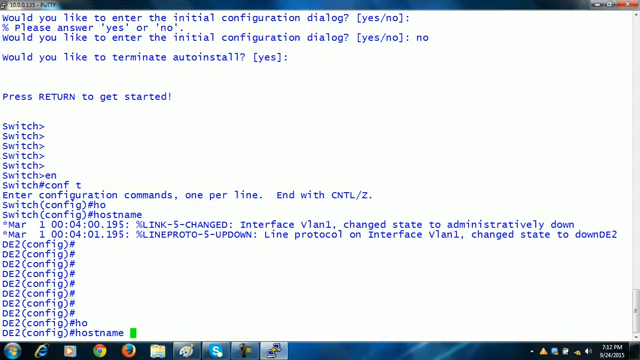 10.0.0.135 - PuTTY
Would you like to enter the initial configuration dialog? [yes/no]:
% Please answer 'yes' or 'no'.
Would you like to enter the initial configuration dialog? [yes/no]: no
Would you like to terminate autoinstall? [yes]:
Press RETURN to get started!
Switch>
Switch>
Switch>
Switch>
Switch>
Switch>en
Switch#conf t
Enter configuration commands, one per line.  End with CNTL/Z.
Switch(config)#ho
Switch(config)#hostname
*Mar  1 00:04:00.195: %LINK-5-CHANGED: Interface Vlan1, changed state to administratively down
*Mar  1 00:04:01.195: %LINEPROTO-5-UPDOWN: Line protocol on Interface Vlan1, changed state to downDE2
DE2(config)#
DE2(config)#
DE2(config)#
DE2(config)#
DE2(config)#
DE2(config)#
DE2(config)#
DE2(config)#ho
DE2(config)#hostname
7:12 PM
9/24/2015